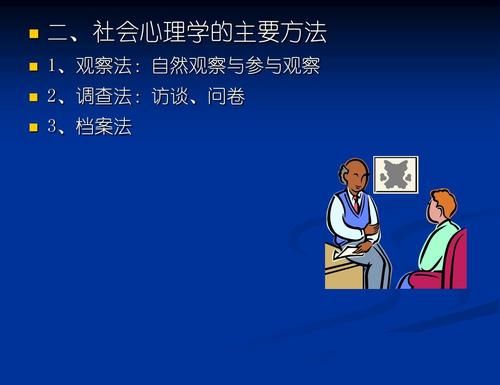 二、社会心理学的主要方法
1、观察法：自然观察与参与观察
2、调查法：访谈、问卷
3、档案法